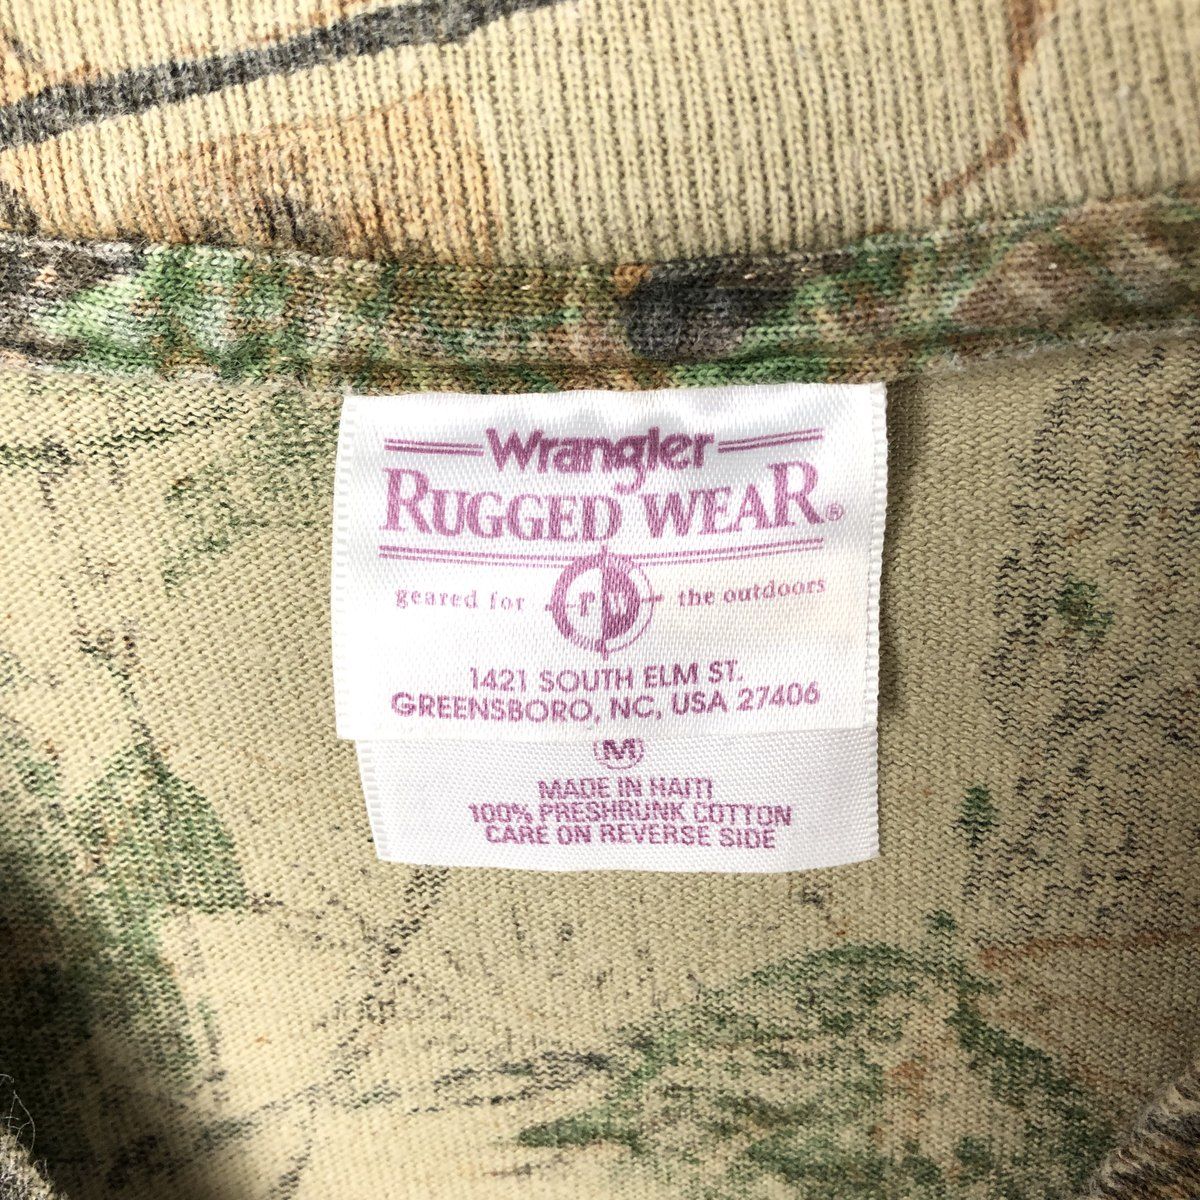 Wrangler
RUGGED WEAR®
geared for rw the outdoors
1421 SOUTH ELM ST.
GREENSBORO, NC, USA 27406
M
MADE IN HAITI
100% PRESHRUNK COTTON
CARE ON REVERSE SIDE